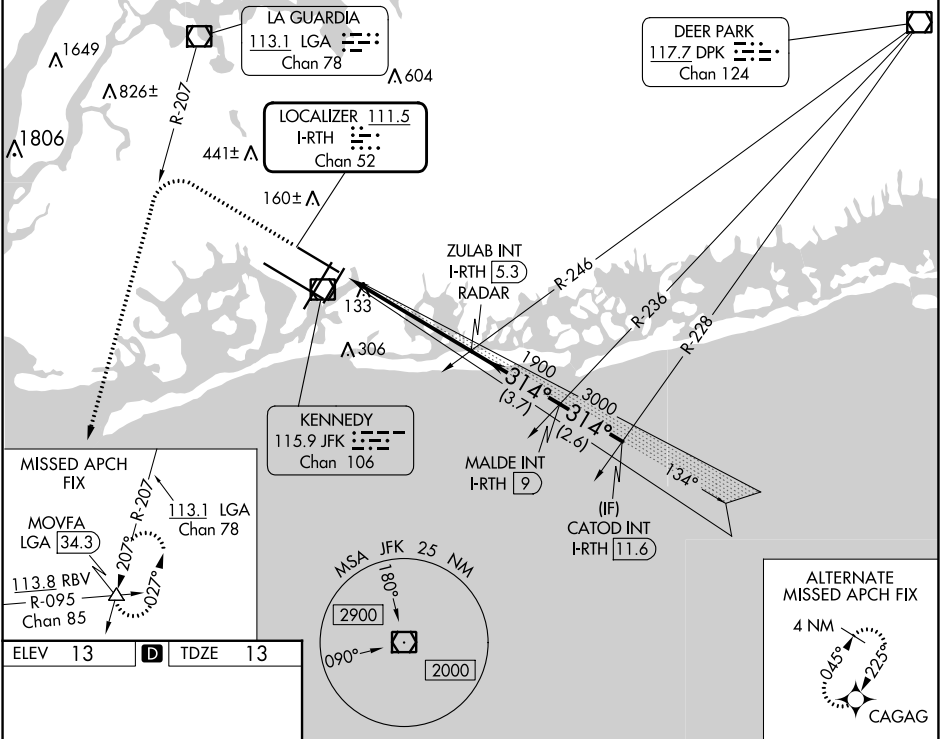 LA GUARDIA
113.1 LGA
Chan 78
DEER PARK
117.7 DPK
Chan 124
1649
826±
604
R-207
1806
LOCALIZER 111.5
I-RTH
Chan 52
441±
160±
ZULAB INT
I-RTH 5.3
RADAR
R-246
R-236
R-228
133
306
1900
3000
314°
(3.7)
314°
(2.6)
134°
KENNEDY
115.9 JFK
Chan 106
MALDE INT
I-RTH 9
(IF)
CATOD INT
I-RTH 11.6
MISSED APCH
FIX
R-207
113.1 LGA
Chan 78
MOVFA
LGA 34.3
207°
027°
113.8 RBV
R-095
Chan 85
MSA JFK 25 NM
180°
2900
090°
2000
ALTERNATE
MISSED APCH FIX
4 NM
045°
225°
CAGAG
ELEV 13 D TDZE 13